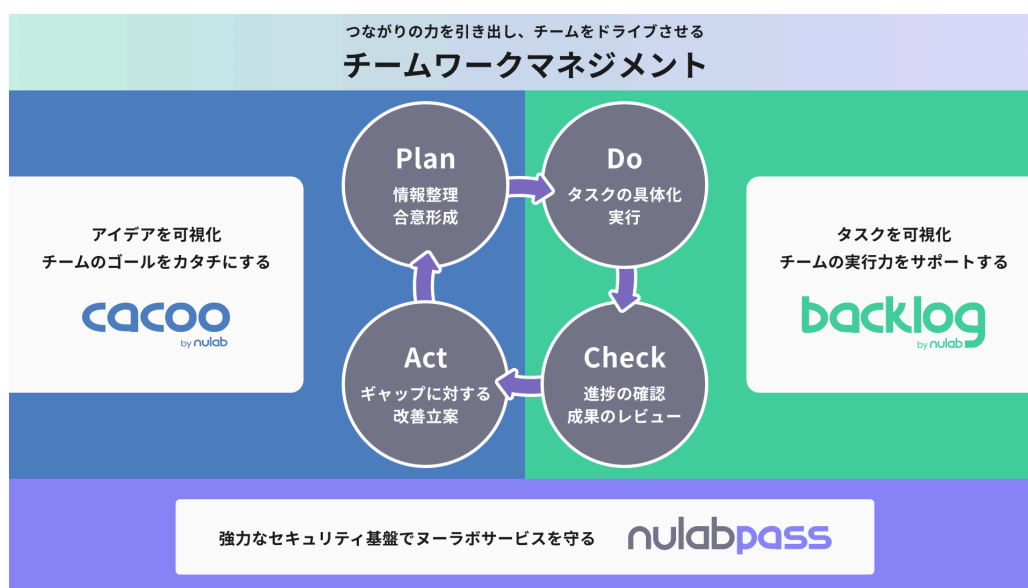 つながりの力を引き出し、チームをドライブさせる
チームワークマネジメント
Plan
情報整理
合意形成
Do
タスクの具体化
実行
アイデアを可視化
チームのゴールをカタチにする
cacoo
by nulab
タスクを可視化
チームの実行力をサポートする
backlog
by nulab
Act
ギャップに対する
改善立案
Check
進捗の確認
成果のレビュー
強力なセキュリティ基盤でヌーラボサービスを守る
nulabpass